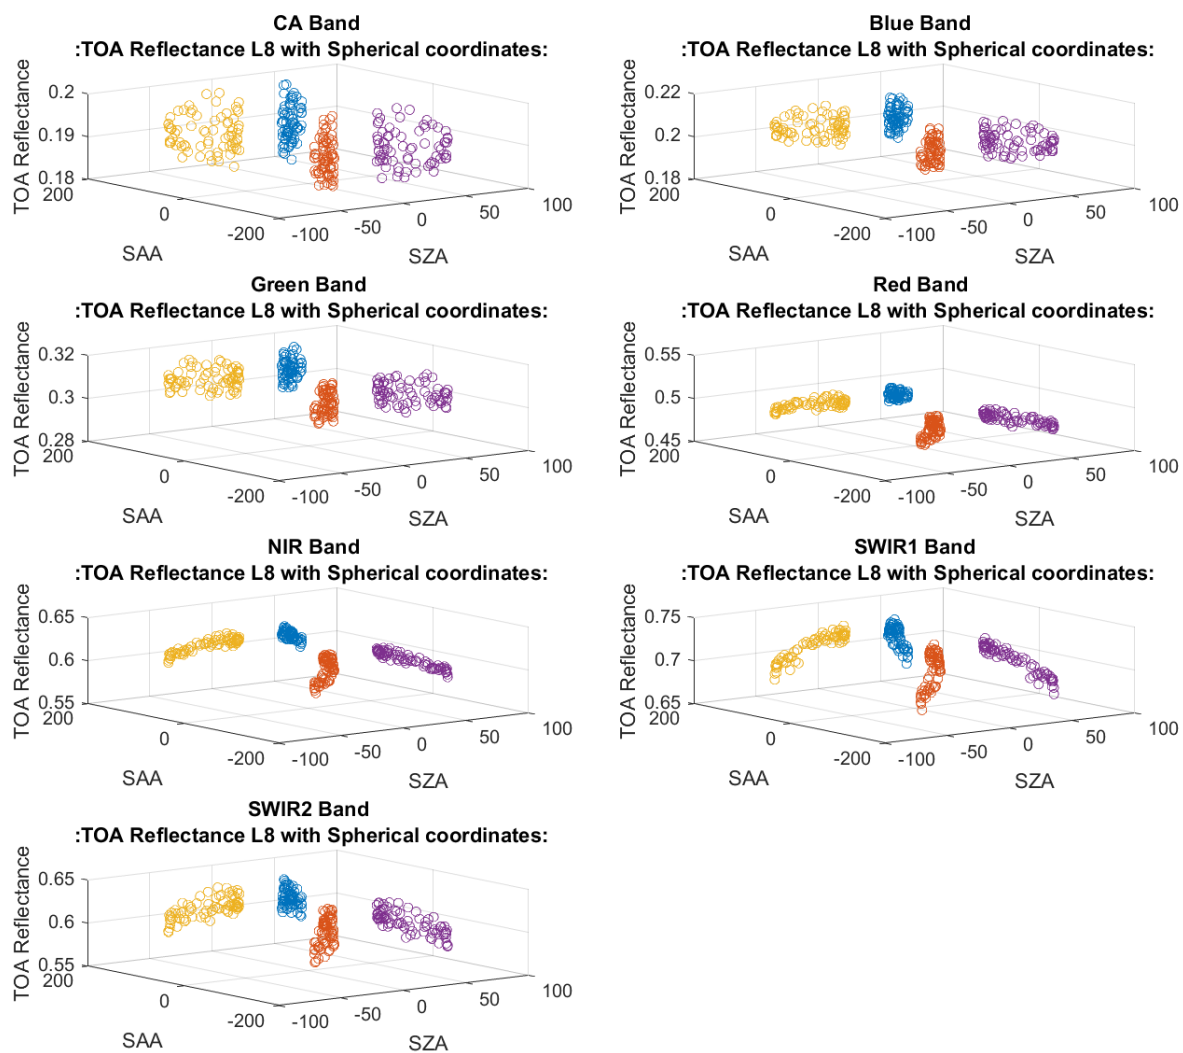 CA Band
:TOA Reflectance L8 with Spherical coordinates:
TOA Reflectance
0.2
0.19
0.18
200
0
-200
SAA
-100
-50
0
50
100
SZA
Blue Band
:TOA Reflectance L8 with Spherical coordinates:
TOA Reflectance
0.22
0.2
0.18
200
0
-200
SAA
-100
-50
0
50
100
SZA
Green Band
:TOA Reflectance L8 with Spherical coordinates:
TOA Reflectance
0.32
0.3
0.28
200
0
-200
SAA
-100
-50
0
50
100
SZA
Red Band
:TOA Reflectance L8 with Spherical coordinates:
TOA Reflectance
0.55
0.5
0.45
200
0
-200
SAA
-100
-50
0
50
100
SZA
NIR Band
:TOA Reflectance L8 with Spherical coordinates:
TOA Reflectance
0.65
0.6
0.55
200
0
-200
SAA
-100
-50
0
50
100
SZA
SWIR1 Band
:TOA Reflectance L8 with Spherical coordinates:
TOA Reflectance
0.75
0.7
0.65
200
0
-200
SAA
-100
-50
0
50
100
SZA
SWIR2 Band
:TOA Reflectance L8 with Spherical coordinates:
TOA Reflectance
0.65
0.6
0.55
200
0
-200
SAA
-100
-50
0
50
100
SZA